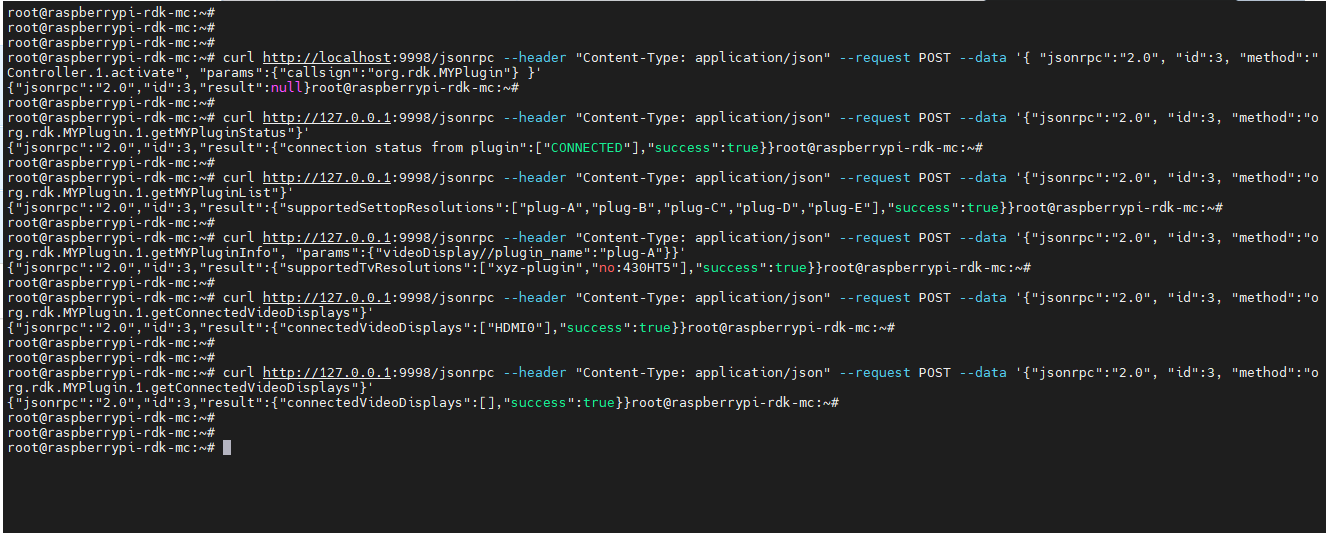 root@raspberrypi-rdk-mc:~#
root@raspberrypi-rdk-mc:~#
root@raspberrypi-rdk-mc:~#
root@raspberrypi-rdk-mc:~# curl http://localhost:9998/jsonrpc --header "Content-Type: application/json" --request POST --data '{ "jsonrpc":"2.0", "id":3, "method":"
Controller.1.activate", "params":{"callsign":"org.rdk.MYPlugin"} }'
{"jsonrpc":"2.0","id":3,"result":null}root@raspberrypi-rdk-mc:~#
root@raspberrypi-rdk-mc:~#
root@raspberrypi-rdk-mc:~# curl http://127.0.0.1:9998/jsonrpc --header "Content-Type: application/json" --request POST --data '{"jsonrpc":"2.0", "id":3, "method":"o
rg.rdk.MYPlugin.1.getMYPluginStatus"}'
{"jsonrpc":"2.0","id":3,"result":{"connection status from plugin":["CONNECTED"],"success":true}}root@raspberrypi-rdk-mc:~#
root@raspberrypi-rdk-mc:~#
root@raspberrypi-rdk-mc:~# curl http://127.0.0.1:9998/jsonrpc --header "Content-Type: application/json" --request POST --data '{"jsonrpc":"2.0", "id":3, "method":"o
rg.rdk.MYPlugin.1.getMYPluginList"}'
{"jsonrpc":"2.0","id":3,"result":{"supportedSettopResolutions":["plug-A","plug-B","plug-C","plug-D","plug-E"],"success":true}}root@raspberrypi-rdk-mc:~#
root@raspberrypi-rdk-mc:~#
root@raspberrypi-rdk-mc:~# curl http://127.0.0.1:9998/jsonrpc --header "Content-Type: application/json" --request POST --data '{"jsonrpc":"2.0", "id":3, "method":"o
rg.rdk.MYPlugin.1.getMYPluginInfo", "params":{"videoDisplay//plugin_name":"plug-A"}}'
{"jsonrpc":"2.0","id":3,"result":{"supportedTvResolutions":["xyz-plugin","no:430HT5"],"success":true}}root@raspberrypi-rdk-mc:~#
root@raspberrypi-rdk-mc:~#
root@raspberrypi-rdk-mc:~# curl http://127.0.0.1:9998/jsonrpc --header "Content-Type: application/json" --request POST --data '{"jsonrpc":"2.0", "id":3, "method":"o
rg.rdk.MYPlugin.1.getConnectedVideoDisplays"}'
{"jsonrpc":"2.0","id":3,"result":{"connectedVideoDisplays":["HDMI0"],"success":true}}root@raspberrypi-rdk-mc:~#
root@raspberrypi-rdk-mc:~#
root@raspberrypi-rdk-mc:~#
root@raspberrypi-rdk-mc:~# curl http://127.0.0.1:9998/jsonrpc --header "Content-Type: application/json" --request POST --data '{"jsonrpc":"2.0", "id":3, "method":"o
rg.rdk.MYPlugin.1.getConnectedVideoDisplays"}'
{"jsonrpc":"2.0","id":3,"result":{"connectedVideoDisplays":[],"success":true}}root@raspberrypi-rdk-mc:~#
root@raspberrypi-rdk-mc:~#
root@raspberrypi-rdk-mc:~#
root@raspberrypi-rdk-mc:~#